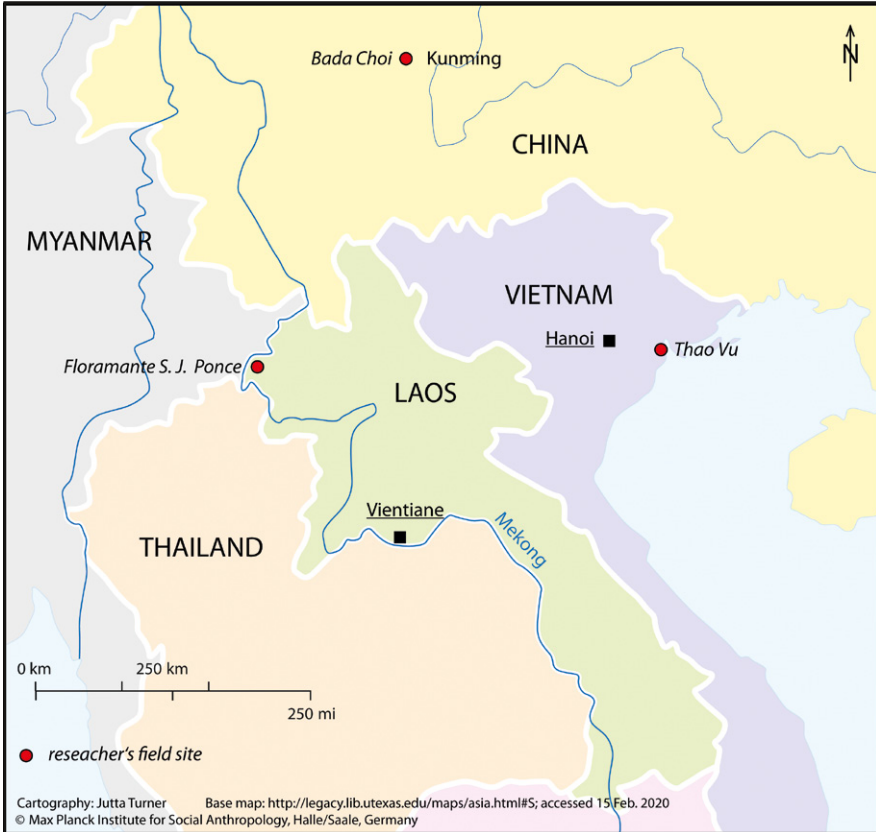 N
Bada Choi
Kunming
CHINA
MYANMAR
VIETNAM
Hanoi
Thao Vu
Floramante S. J. Ponce
LAOS
Vientiane
Mekong
THAILAND
0 km 250 km
250 mi
reseacher's field site
Cartography: Jutta Turner Base map: http://legacy.lib.utexas.edu/maps/asia.html#S; accessed 15 Feb. 2020
© Max Planck Institute for Social Anthropology, Halle/Saale, Germany